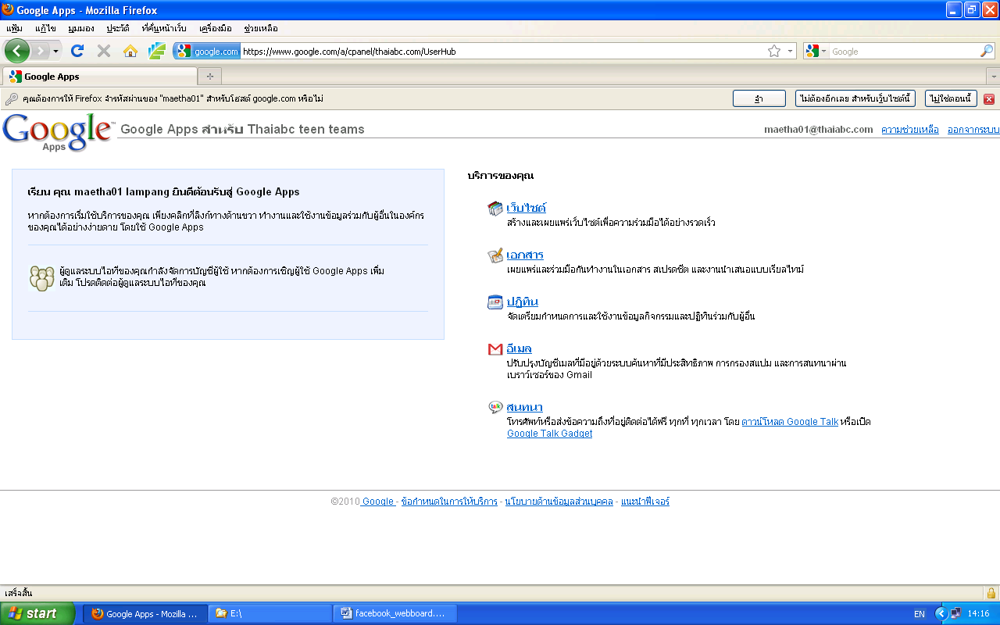 Google Apps - Mozilla Firefox
แฟ้ม แก้ไข มุมมอง ประวัติ ที่คั่นหน้าเว็บ เครื่องมือ ช่วยเหลือ
google.com https://www.google.com/a/cpanel/thaiabc.com/UserHub Google
Google Apps
คุณต้องการให้ Firefox จำรหัสผ่านของ "maetha01" สำหรับโฮสต์ google.com หรือไม่ จำ ไม่ต้องอีกเลย สำหรับเว็บไซต์นี้ ไม่ใช่ตอนนี้
Google™ Apps
Google Apps สำหรับ Thaiabc teen teams maetha01@thaiabc.com ความช่วยเหลือ ออกจากระบบ
เรียน คุณ maetha01 lampang ยินดีต้อนรับสู่ Google Apps
หากต้องการเริ่มใช้บริการของคุณ เพียงคลิกที่ลิงก์ทางด้านขวา ทำงานและใช้งานข้อมูลร่วมกับผู้อื่นในองค์กร
ของคุณได้อย่างง่ายดาย โดยใช้ Google Apps
ผู้ดูแลระบบไอทีของคุณกำลังจัดการบัญชีผู้ใช้ หากต้องการเชิญผู้ใช้ Google Apps เพิ่ม
เติม โปรดติดต่อผู้ดูแลระบบไอทีของคุณ
บริการของคุณ
เว็บไซต์
สร้างและเผยแพร่เว็บไซต์เพื่อความร่วมมือได้อย่างรวดเร็ว
เอกสาร
เผยแพร่และร่วมมือกันทำงานในเอกสาร สเปรดชีต และงานนำเสนอแบบเรียลไทม์
ปฏิทิน
จัดเตรียมกำหนดการและใช้งานข้อมูลกิจกรรมและปฏิทินร่วมกับผู้อื่น
อีเมล
ปรับปรุงบัญชีเมลที่มีอยู่ด้วยระบบค้นหาที่มีประสิทธิภาพ การกรองสแปม และการสนทนาผ่าน
เบราว์เซอร์ของ Gmail
talk
สนทนา
โทรศัพท์หรือส่งข้อความถึงที่อยู่ติดต่อได้ฟรี ทุกที่ ทุกเวลา โดย ดาวน์โหลด Google Talk หรือเปิด
Google Talk Gadget
©2010 Google - ข้อกำหนดในการให้บริการ - นโยบายด้านข้อมูลส่วนบุคคล - แนะนำฟีเจอร์
เสร็จสิ้น
start Google Apps - Mozilla ... E:\ facebook_webboard.... EN 14:16